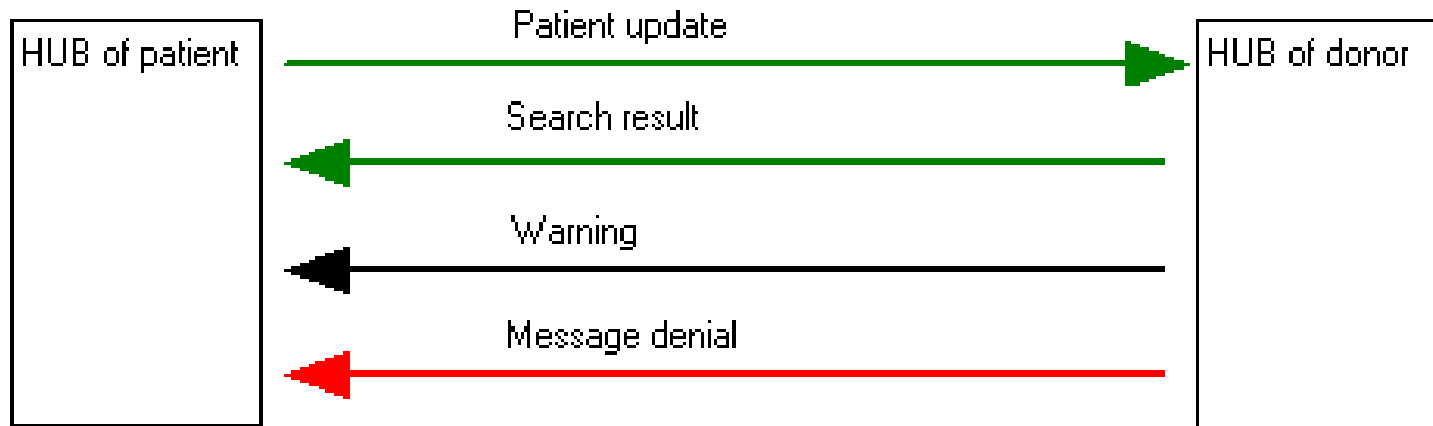 Patient update
HUB of patient
HUB of donor
Search result
Warning
Message denial